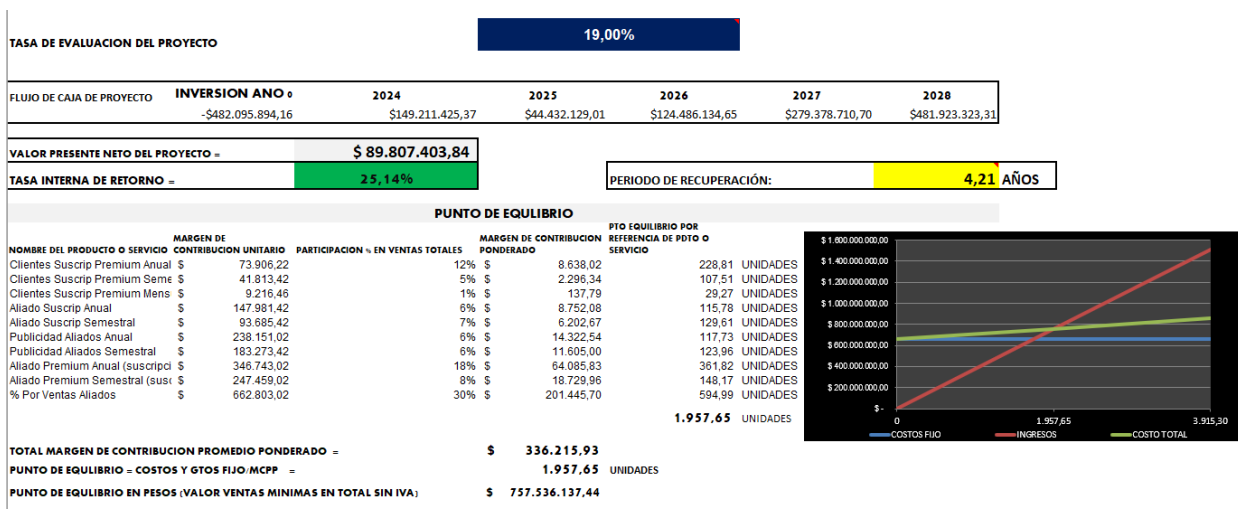 TASA DE EVALUACION DEL PROYECTO 19,00%
FLUJO DE CAJA DE PROYECTO INVERSION ANO 0 2024 2025 2026 2027 2028
-$482.095.894,16 $149.211.425,37 $44.432.129,01 $124.486.134,65 $279.378.710,70 $481.923.323,31
VALOR PRESENTE NETO DEL PROYECTO = $ 89.807.403,84
TASA INTERNA DE RETORNO = 25,14% PERIODO DE RECUPERACIÓN: 4,21 AÑOS
PUNTO DE EQULIBRIO
NOMBRE DEL PRODUCTO O SERVICIO MARGEN DE CONTRIBUCION UNITARIO PARTICIPACION % EN VENTAS TOTALES MARGEN DE CONTRIBUCION PONDERADO PTO EQUILIBRIO POR REFERENCIA DE PDTO O SERVICIO
Clientes Suscrip Premium Anual $ 73.906,22 12% $ 8.638,02 228,81 UNIDADES
Clientes Suscrip Premium Seme $ 41.813,42 5% $ 2.296,34 107,51 UNIDADES
Clientes Suscrip Premium Mens $ 9.216,46 1% $ 137,79 29,27 UNIDADES
Aliado Suscrip Anual $ 147.981,42 6% $ 8.752,08 115,78 UNIDADES
Aliado Suscrip Semestral $ 93.685,42 7% $ 6.202,67 129,61 UNIDADES
Publicidad Aliados Anual $ 238.151,02 6% $ 14.322,54 117,73 UNIDADES
Publicidad Aliados Semestral $ 183.273,42 6% $ 11.605,00 123,96 UNIDADES
Aliado Premium Anual (suscripci $ 346.743,02 18% $ 64.085,83 361,82 UNIDADES
Aliado Premium Semestral (susc $ 247.459,02 8% $ 18.729,96 148,17 UNIDADES
% Por Ventas Aliados $ 662.803,02 30% $ 201.445,70 594,99 UNIDADES
1.957,65 UNIDADES
TOTAL MARGEN DE CONTRIBUCION PROMEDIO PONDERADO = $ 336.215,93
PUNTO DE EQULIBRIO = COSTOS Y GTOS FIJO/MCPP = 1.957,65 UNIDADES
PUNTO DE EQULIBRIO EN PESOS (VALOR VENTAS MINIMAS EN TOTAL SIN IVA) $ 757.536.137,44
$ 1.600.000.000,00
$ 1.400.000.000,00
$ 1.200.000.000,00
$ 1.000.000.000,00
$ 800.000.000,00
$ 600.000.000,00
$ 400.000.000,00
$ 200.000.000,00
$ -
0 1.957,65 3.915,30
COSTOS FIJO INGRESOS COSTO TOTAL